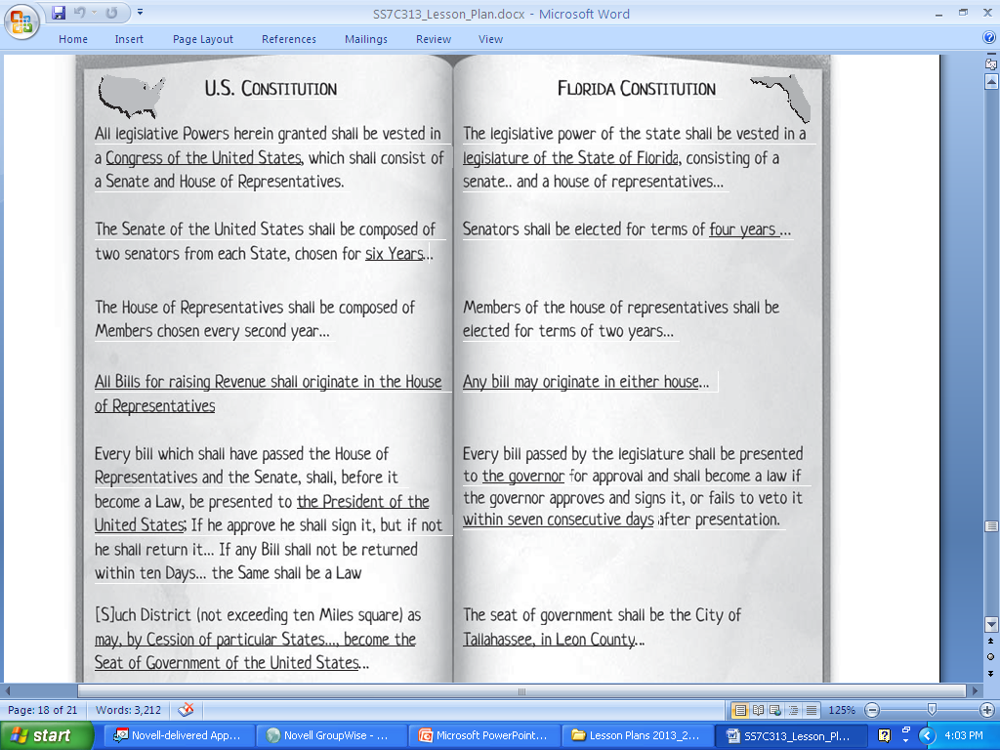 SS7C313_Lesson_Plan.docx - Microsoft Word
Home Insert Page Layout References Mailings Review View
U.S. CONSTITUTION
All legislative Powers herein granted shall be vested in
a Congress of the United States, which shall consist of
a Senate and House of Representatives.
The Senate of the United States shall be composed of
two senators from each State, chosen for six Years...
The House of Representatives shall be composed of
Members chosen every second year...
All Bills for raising Revenue shall originate in the House
of Representatives
Every bill which shall have passed the House of
Representatives and the Senate, shall, before it
become a Law, be presented to the President of the
United States; If he approve he shall sign it, but if not
he shall return it... If any Bill shall not be returned
within ten Days... the Same shall be a Law
[S]uch District (not exceeding ten Miles square) as
may, by Cession of particular States..., become the
Seat of Government of the United States...
FLORIDA CONSTITUTION
The legislative power of the state shall be vested in a
legislature of the State of Florida, consisting of a
senate.. and a house of representatives...
Senators shall be elected for terms of four years ...
Members of the house of representatives shall be
elected for terms of two years...
Any bill may originate in either house...
Every bill passed by the legislature shall be presented
to the governor for approval and shall become a law if
the governor approves and signs it, or fails to veto it
within seven consecutive days after presentation.
The seat of government shall be the City of
Tallahassee, in Leon County...
Page: 18 of 21 Words: 3,212 125%
start Novell-delivered App... Novell GroupWise - ... Microsoft PowerPoint... Lesson Plans 2013_2... SS7C313_Lesson_Pl... 4:03 PM